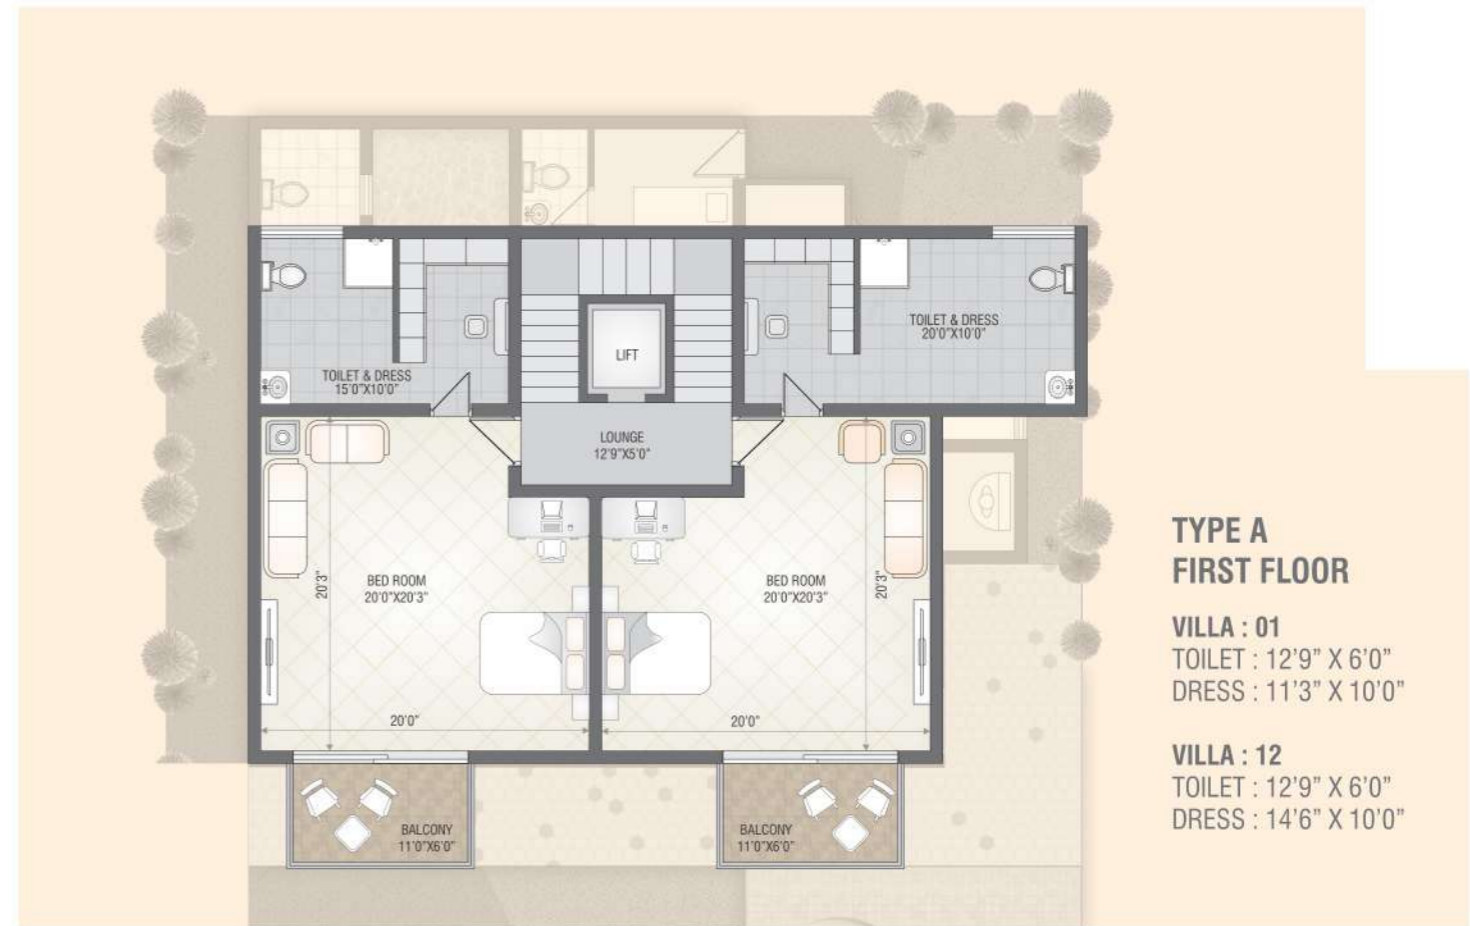 TOILET & DRESS
20'0"X10'0"
LIFT
TOILET & DRESS
15'0"X10'0"
LOUNGE
12'9"X5'0"
BED ROOM
20'0"X20'3"
20'3"
20'0"
BED ROOM
20'0"X20'3"
20'3"
20'0"
BALCONY
11'0"X6'0"
BALCONY
11'0"X6'0"
TYPE A
FIRST FLOOR
VILLA : 01
TOILET : 12’9” X 6’0”
DRESS : 11’3” X 10’0”
VILLA : 12
TOILET : 12’9” X 6’0”
DRESS : 14’6” X 10’0”